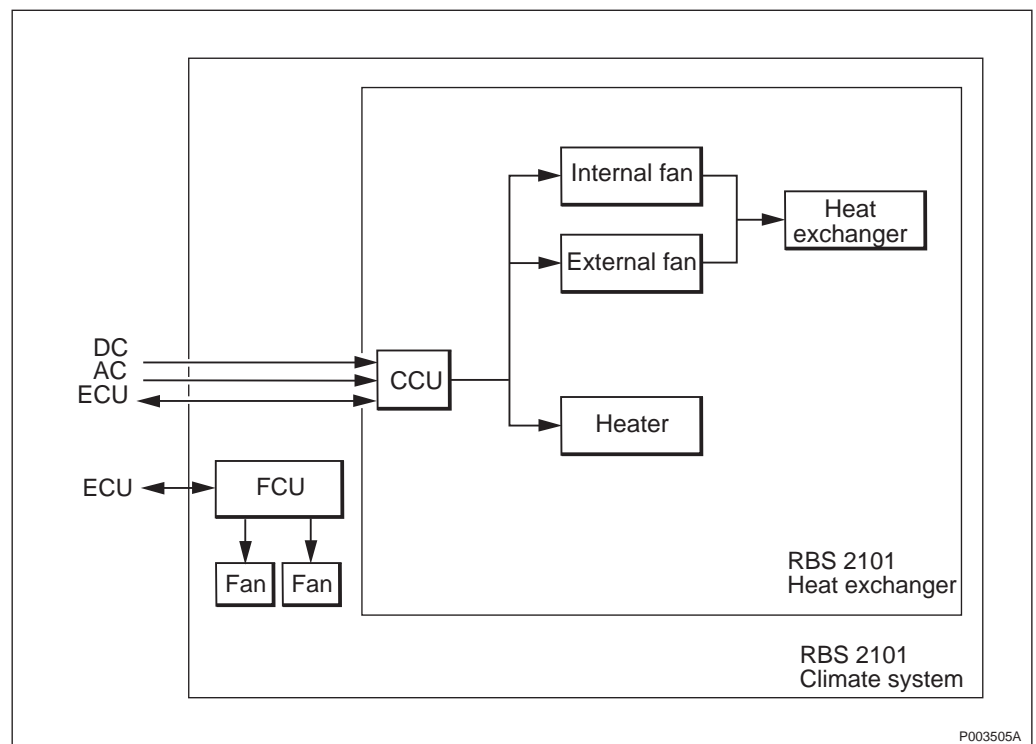 Internal fan
Heat
exchanger
External fan
DC
AC
ECU
CCU
Heater
ECU
FCU
Fan
Fan
RBS 2101
Heat exchanger
RBS 2101
Climate system
P003505A